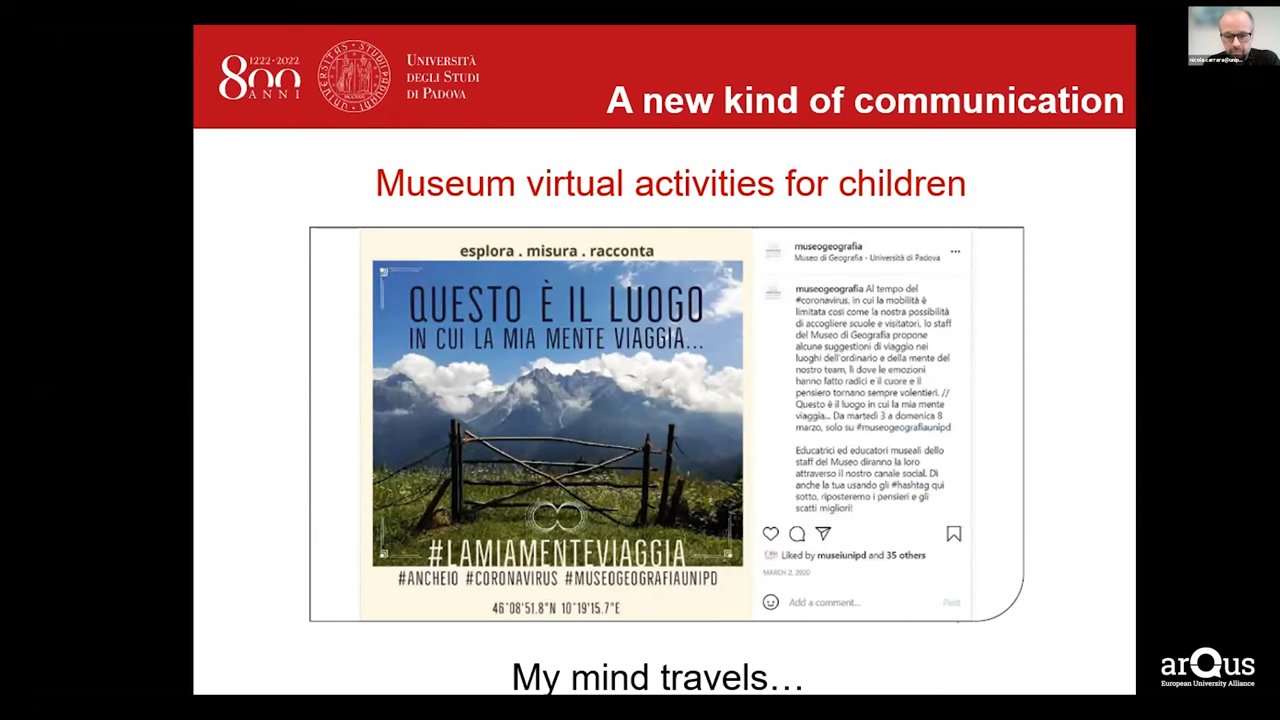 1222·2022
800
ANNI
UNIVERSITÀ
DEGLI STUDI
DI PADOVA
A new kind of communication
Museum virtual activities for children
esplora . misura . racconta
QUESTO È IL LUOGO
IN CUI LA MIA MENTE VIAGGIA...
#LAMIAMENTEVIAGGIA
#ANCHEIO #CORONAVIRUS #MUSEOGEOGRAFIAUNIPD
46°08'51.8"N 10°19'15.7"E
museogeografia
Museo di Geografia - Università di Padova
museogeografia Al tempo del
#coronavirus, in cui la mobilità è
limitata così come la nostra possibilità
di accogliere scuole e visitatori, lo staff
del Museo di Geografia propone
alcune suggestioni di viaggio nei
luoghi dell'ordinario e della mente del
nostro team, lì dove le emozioni
hanno fatto radici e il cuore e il
pensiero tornano sempre volentieri. //
Questo è il luogo in cui la mia mente
viaggia... Da martedì 3 a domenica 8
marzo, solo su #museogeografiaunipd
Educatrici ed educatori museali dello
staff del Museo diranno la loro
attraverso il nostro canale social. Dì
anche la tua usando gli #hashtag qui
sotto, riposteremo i pensieri e gli
scatti migliori!
Liked by museiunipd and 35 others
MARCH 2, 2020
Add a comment...
Post
My mind travels…
nicola.carrara@unip...
arQus
European University Alliance